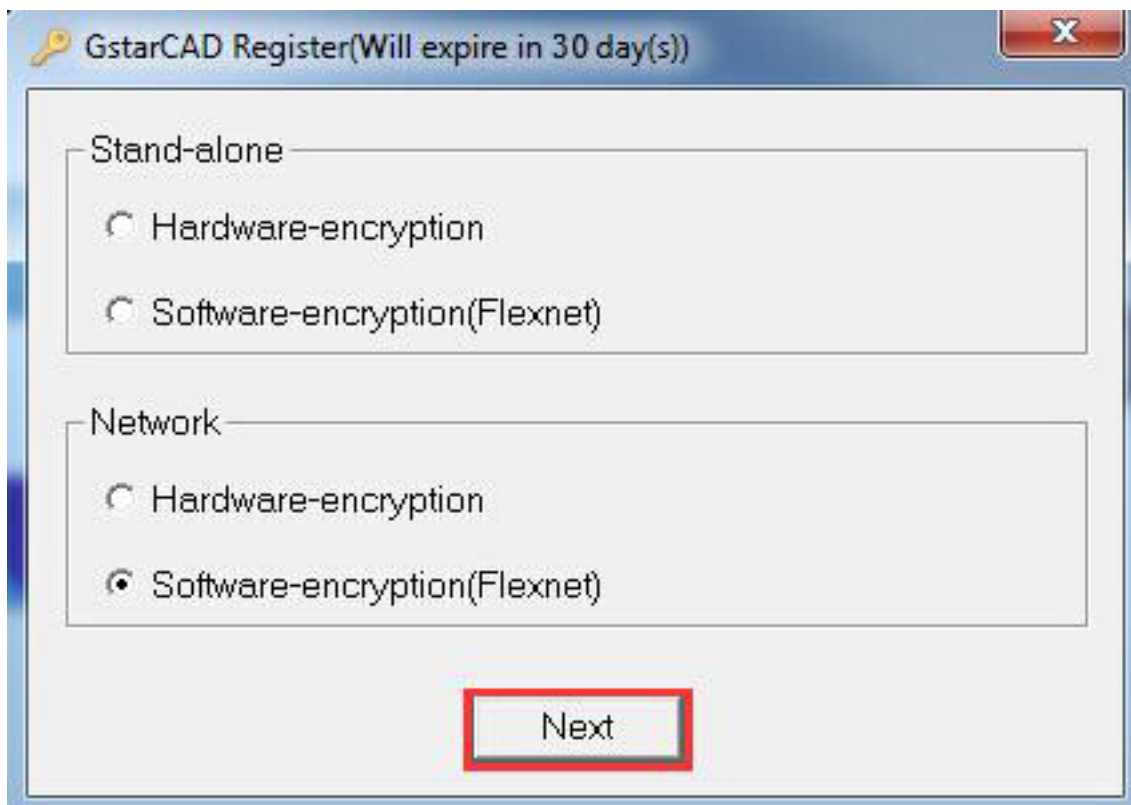 GstarCAD Register(Will expire in 30 day(s))
Stand-alone
Hardware-encryption
Software-encryption(Flexnet)
Network
Hardware-encryption
Software-encryption(Flexnet)
Next